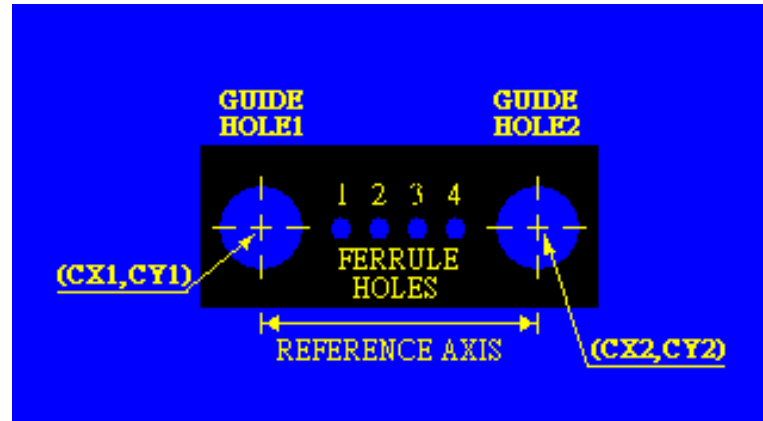 GUIDE
HOLE1
GUIDE
HOLE2
1 2 3 4
FERRULE
HOLES
(CX1,CY1)
REFERENCE AXIS
(CX2,CY2)